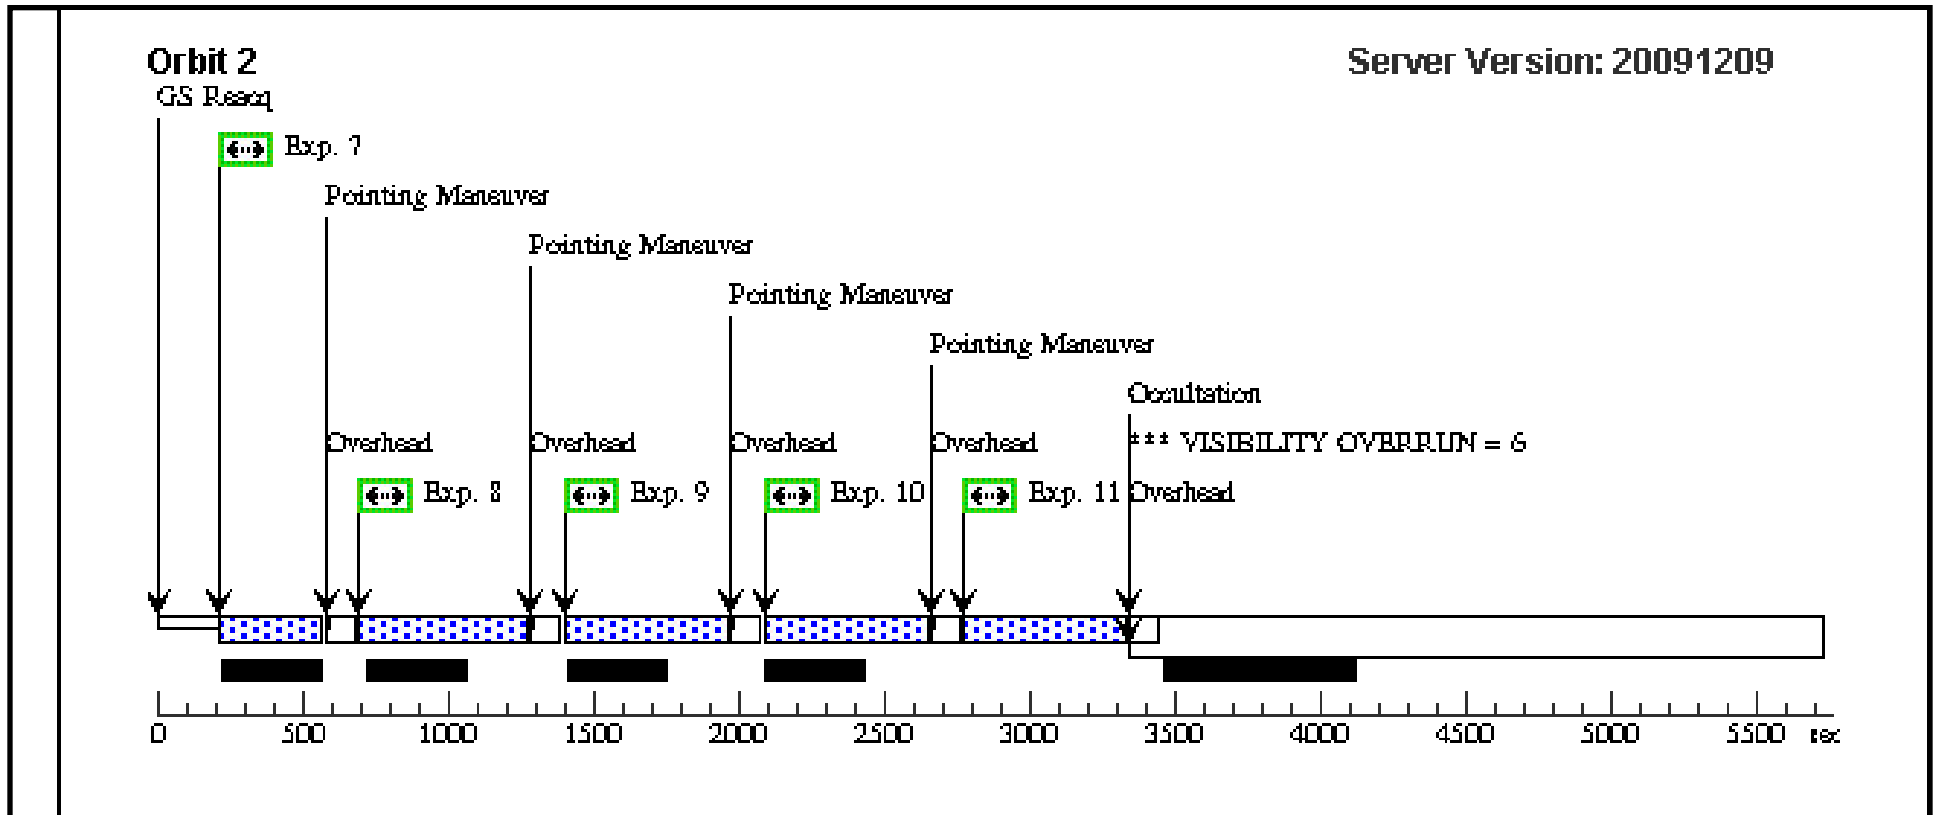 Orbit 2
Server Version: 20091209
GS Reacq
Exp. 7
Pointing Maneuver
Pointing Maneuver
Pointing Maneuver
Pointing Maneuver
Occultation
Overhead
Overhead
Overhead
Overhead
*** VISIBILITY OVERRUN = 6
Exp. 8
Exp. 9
Exp. 10
Exp. 11
Overhead
0 500 1000 1500 2000 2500 3000 3500 4000 4500 5000 5500 sec